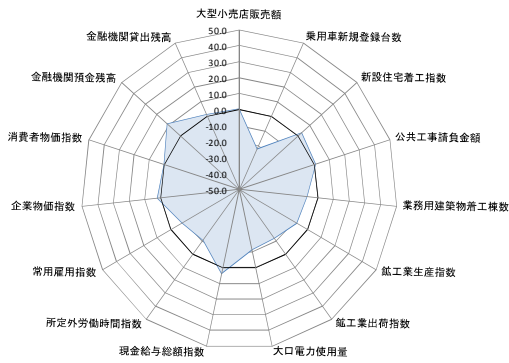 大型小売店販売額
乗用車新規登録台数
新設住宅着工指数
公共工事請負金額
業務用建築物着工棟数
鉱工業生産指数
鉱工業出荷指数
大口電力使用量
現金給与総額指数
所定外労働時間指数
常用雇用指数
企業物価指数
消費者物価指数
金融機関預金残高
金融機関貸出残高
50.0
40.0
30.0
20.0
10.0
0.0
-10.0
-20.0
-30.0
-40.0
-50.0